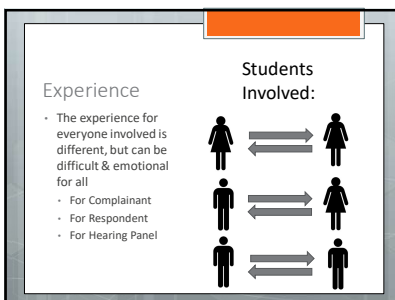 Experience
• The experience for
everyone involved is
different, but can be
difficult & emotional
for all
• For Complainant
• For Respondent
• For Hearing Panel
Students
Involved: